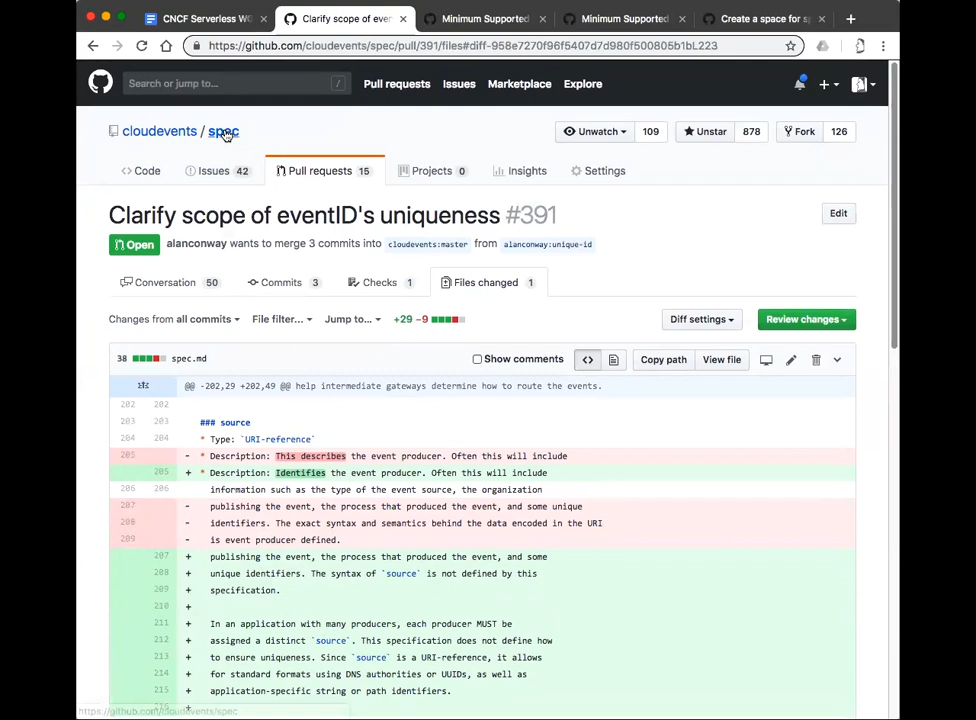 CNCF Serverless WG
Clarify scope of even
Minimum Supported
Minimum Supported
Create a space for s
https://github.com/cloudevents/spec/pull/391/files#diff-958e7270f96f5407d7d980f500805b1bL223
Search or jump to...
/
Pull requests
Issues
Marketplace
Explore
cloudevents / spec
Unwatch
109
Unstar
878
Fork
126
Code
Issues 42
Pull requests 15
Projects 0
Insights
Settings
Clarify scope of eventID's uniqueness #391
Edit
Open
alanconway wants to merge 3 commits into cloudevents:master from alanconway:unique-id
Conversation 50
Commits 3
Checks 1
Files changed 1
Changes from all commits
File filter...
Jump to...
+29 −9
Diff settings
Review changes
38
spec.md
Show comments
<>
Copy path
View file
@@ -202,29 +202,49 @@ help intermediate gateways determine how to route the events.
202 202
203 203 ### source
204 204 * Type: `URI-reference`
205 - * Description: This describes the event producer. Often this will include
205 + * Description: Identifies the event producer. Often this will include
206 206 information such as the type of the event source, the organization
207 - publishing the event, the process that produced the event, and some unique
208 - identifiers. The exact syntax and semantics behind the data encoded in the URI
209 - is event producer defined.
207 + publishing the event, the process that produced the event, and some
208 + unique identifiers. The syntax of `source` is not defined by this
209 + specification.
210 +
211 + In an application with many producers, each producer MUST be
212 + assigned a distinct `source`. This specification does not define how
213 + to ensure uniqueness. Since `source` is a URI-reference, it allows
214 + for standard formats using DNS authorities or UUIDs, as well as
215 + application-specific string or path identifiers.
216 +
https://github.com/cloudevents/spec